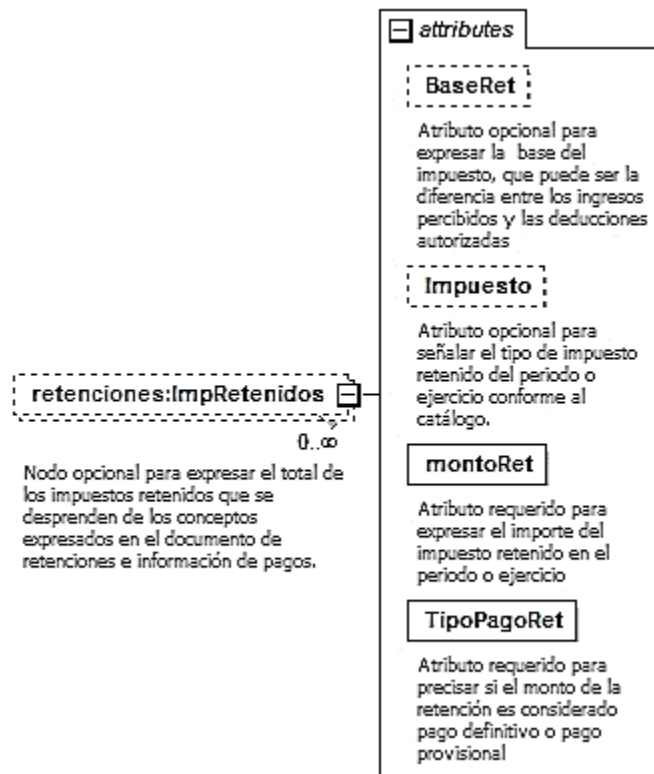 attributes
BaseRet
Atributo opcional para
expresar la base del
impuesto, que puede ser la
diferencia entre los ingresos
percibidos y las deducciones
autorizadas
Impuesto
Atributo opcional para
señalar el tipo de impuesto
retenido del periodo o
ejercicio conforme al
catálogo.
retenciones:ImpRetenidos
0..∞
Nodo opcional para expresar el total de
los impuestos retenidos que se
desprenden de los conceptos
expresados en el documento de
retenciones e información de pagos.
montoRet
Atributo requerido para
expresar el importe del
impuesto retenido en el
periodo o ejercicio
TipoPagoRet
Atributo requerido para
precisar si el monto de la
retención es considerado
pago definitivo o pago
provisional